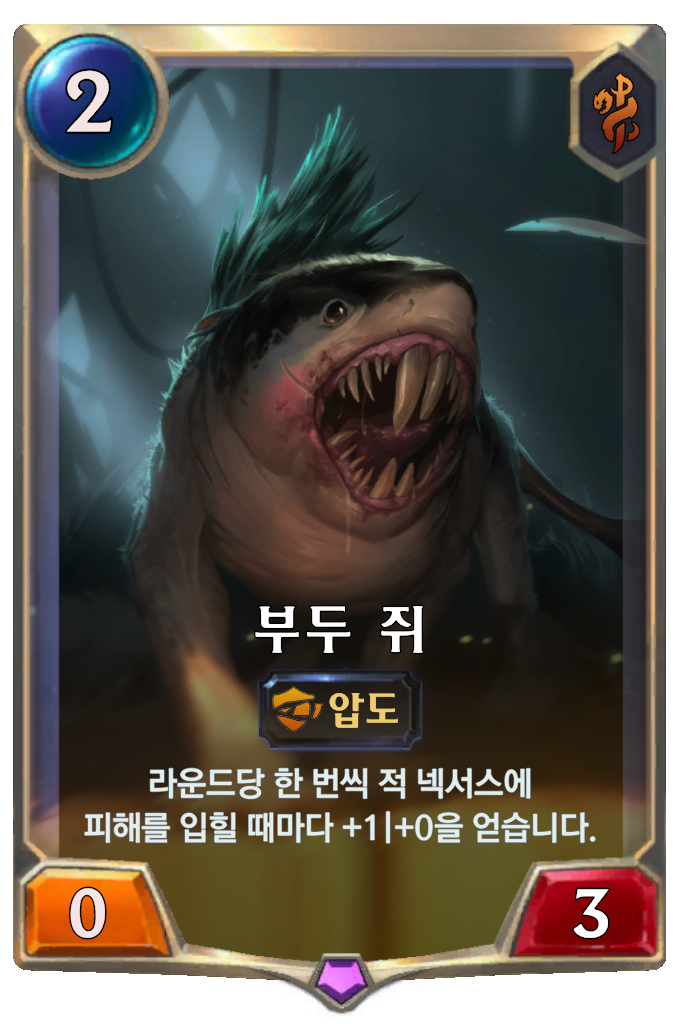 2
부두 쥐
압도
라운드당 한 번씩 적 넥서스에
피해를 입힐 때마다 +1|+0을 얻습니다.
0
3